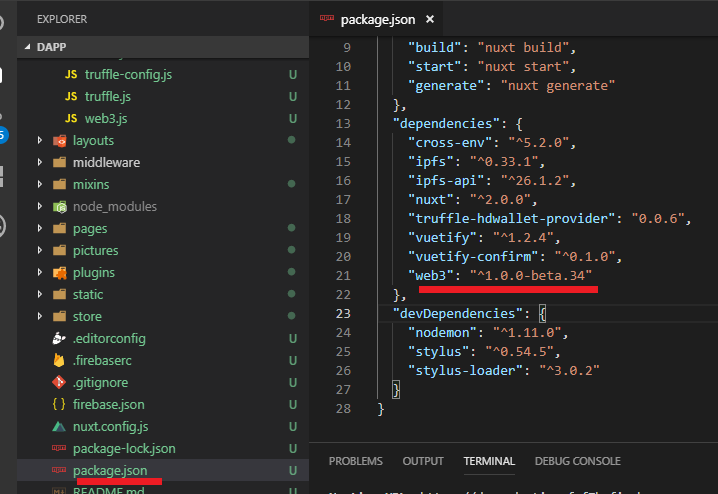 EXPLORER
DAPP
JS truffle-config.js U
JS truffle.js U
JS web3.js U
layouts
middleware
mixins
node_modules
pages
pictures
plugins
static
store
.editorconfig U
.firebaserc U
.gitignore U
{ } firebase.json U
nuxt.config.js U
package-lock.json U
package.json U
README.md U
package.json ×
9 "build": "nuxt build",
10 "start": "nuxt start",
11 "generate": "nuxt generate"
12 },
13 "dependencies": {
14 "cross-env": "^5.2.0",
15 "ipfs": "^0.33.1",
16 "ipfs-api": "^26.1.2",
17 "nuxt": "^2.0.0",
18 "truffle-hdwallet-provider": "0.0.6",
19 "vuetify": "^1.2.4",
20 "vuetify-confirm": "^0.1.0",
21 "web3": "^1.0.0-beta.34"
22 },
23 "devDependencies": {
24 "nodemon": "^1.11.0",
25 "stylus": "^0.54.5",
26 "stylus-loader": "^3.0.2"
27 }
28 }
PROBLEMS OUTPUT TERMINAL DEBUG CONSOLE